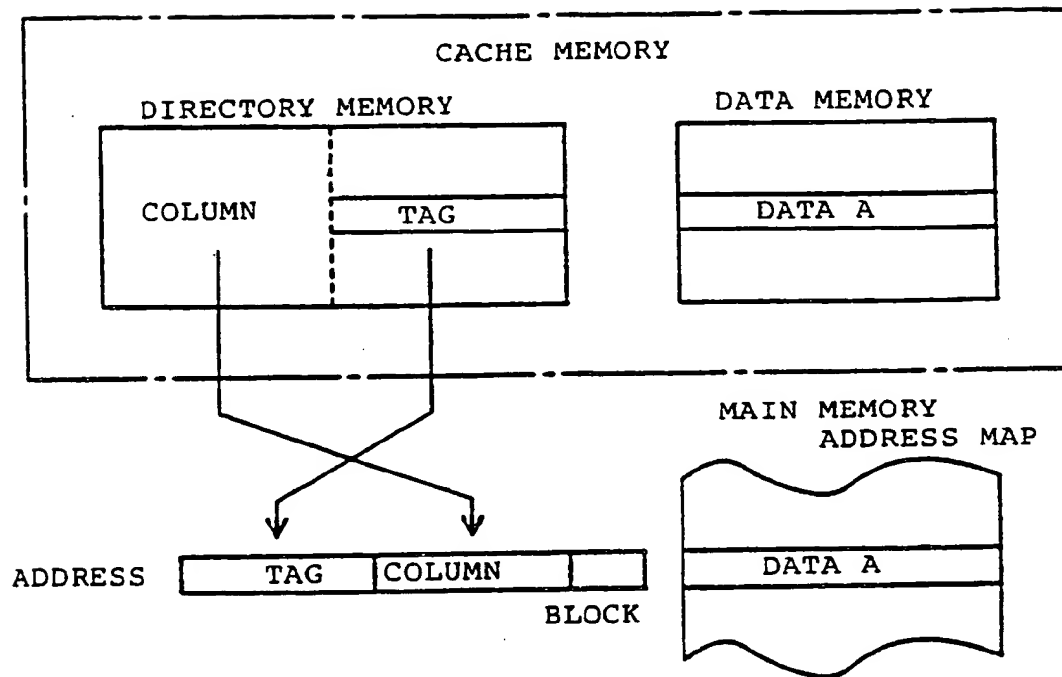 CACHE MEMORY
DIRECTORY MEMORY
DATA MEMORY
COLUMN
TAG
DATA A
MAIN MEMORY
ADDRESS MAP
DATA A
ADDRESS
TAG
COLUMN
BLOCK